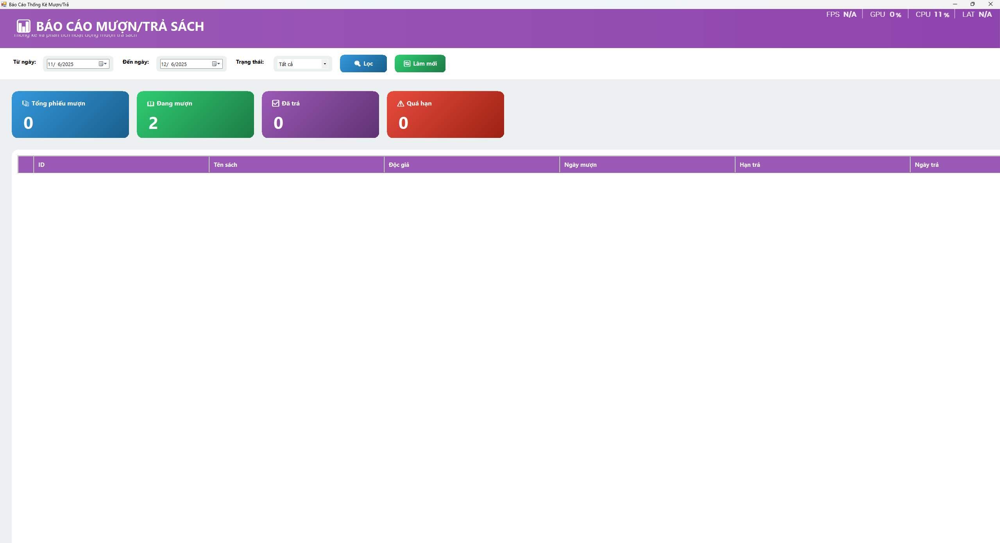 Báo Cáo Thống Kê Mượn/Trả
FPS N/A GPU 0 % CPU 11 % LAT N/A
BÁO CÁO MƯỢN/TRẢ SÁCH
Thống kê và phân tích hoạt động mượn trả sách
Từ ngày: 11/ 6/2025 Đến ngày: 12/ 6/2025 Trạng thái: Tất cả Lọc Làm mới
Tổng phiếu mượn
0
Đang mượn
2
Đã trả
0
Quá hạn
0
ID Tên sách Độc giả Ngày mượn Hạn trả Ngày trả